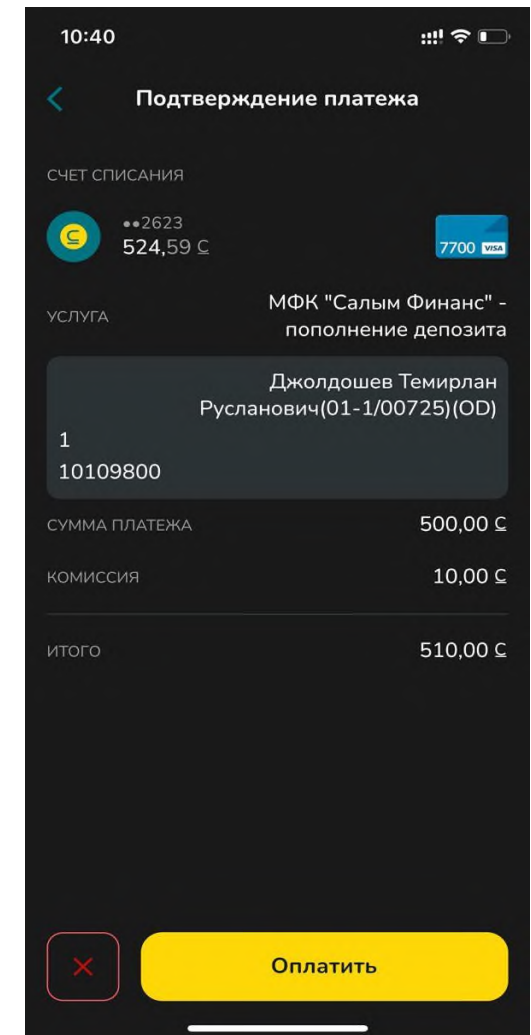 10:40
Подтверждение платежа
СЧЕТ СПИСАНИЯ
••2623
524,59 С
7700 VISA
УСЛУГА
МФК "Салым Финанс" -
пополнение депозита
Джолдошев Темирлан
Русланович(01-1/00725)(OD)
1
10109800
СУММА ПЛАТЕЖА
500,00 С
КОМИССИЯ
10,00 С
ИТОГО
510,00 С
Оплатить